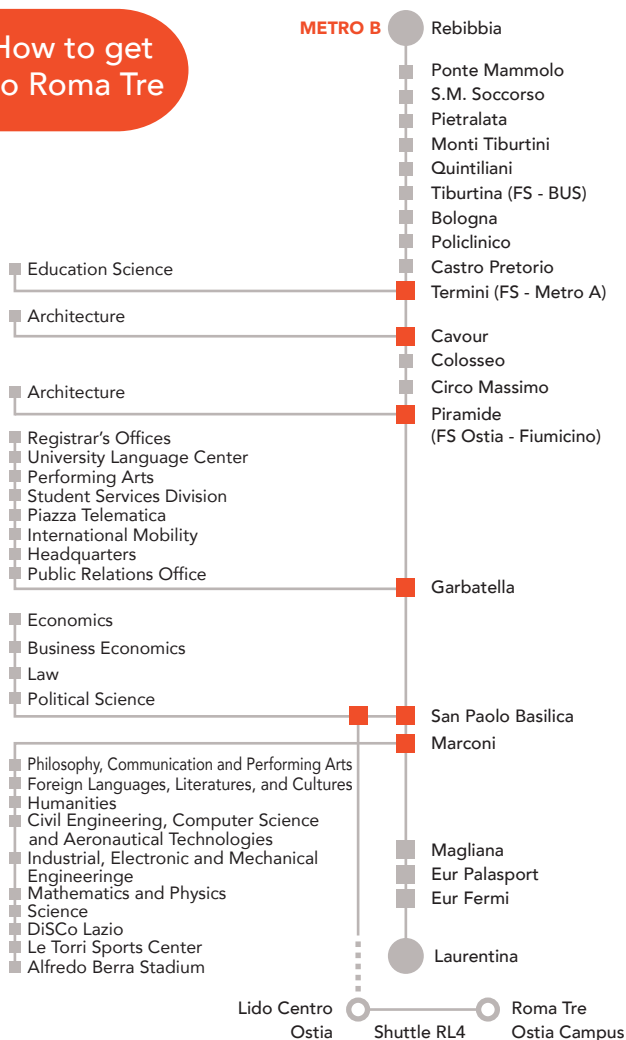 How to get
to Roma Tre
METRO B
Rebibbia
Ponte Mammolo
S.M. Soccorso
Pietralata
Monti Tiburtini
Quintiliani
Tiburtina (FS - BUS)
Bologna
Policlinico
Castro Pretorio
Education Science
Termini (FS - Metro A)
Architecture
Cavour
Colosseo
Circo Massimo
Architecture
Piramide
(FS Ostia - Fiumicino)
Registrar's Offices
University Language Center
Performing Arts
Student Services Division
Piazza Telematica
International Mobility
Headquarters
Public Relations Office
Garbatella
Economics
Business Economics
Law
Political Science
San Paolo Basilica
Marconi
Philosophy, Communication and Performing Arts
Foreign Languages, Literatures, and Cultures
Humanities
Civil Engineering, Computer Science
and Aeronautical Technologies
Industrial, Electronic and Mechanical
Engineeringe
Mathematics and Physics
Science
DiSCo Lazio
Le Torri Sports Center
Alfredo Berra Stadium
Magliana
Eur Palasport
Eur Fermi
Laurentina
Lido Centro
Ostia
Shuttle RL4
Roma Tre
Ostia Campus